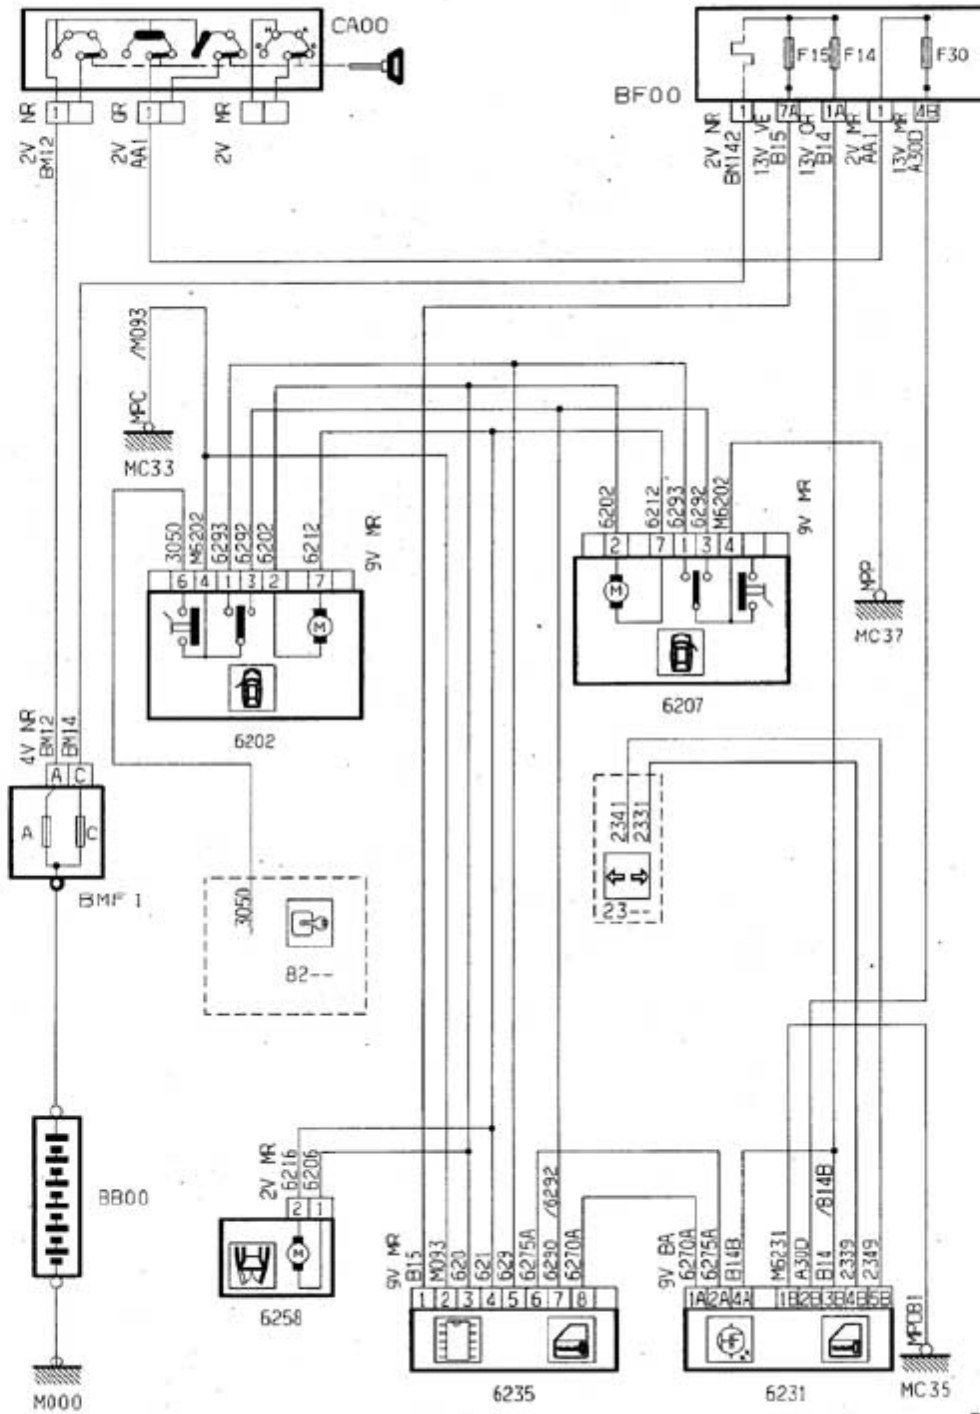 CA00
BF00
F15
F14
F30
NR 1
GR 1
MR
2V BM12
2V AA1
2V
1
7A
1A
1
4B
2V NR
BM142
13V VE
B15
13V OR
B14
2V MR
AA1
13V MR
A30D
/M093
MPC
MC33
3050
M6202
6293
6292
6202
6212
9V MR
6 4 1 3 2 7
M
6202
6202
6212
6293
6292
M6202
9V MR
2 7 1 3 4
M
6207
MPP
MC37
4V NR
BM12
BM14
A C
A C
BMF1
3050
82--
2341
2331
23--
BB00
M000
2V MR
6216
6206
2 1
M
6258
9V MR
B15
M093
620
621
629
6275A
6290
/6292
6270A
1 2 3 4 5 6 7 8
6235
9V BA
6270A
6275A
B14B
M6231
A30D
B14
/B14B
2339
2349
1A 2A 4A 1B 2B 3B 4B 5B
6231
MPDB1
MC35